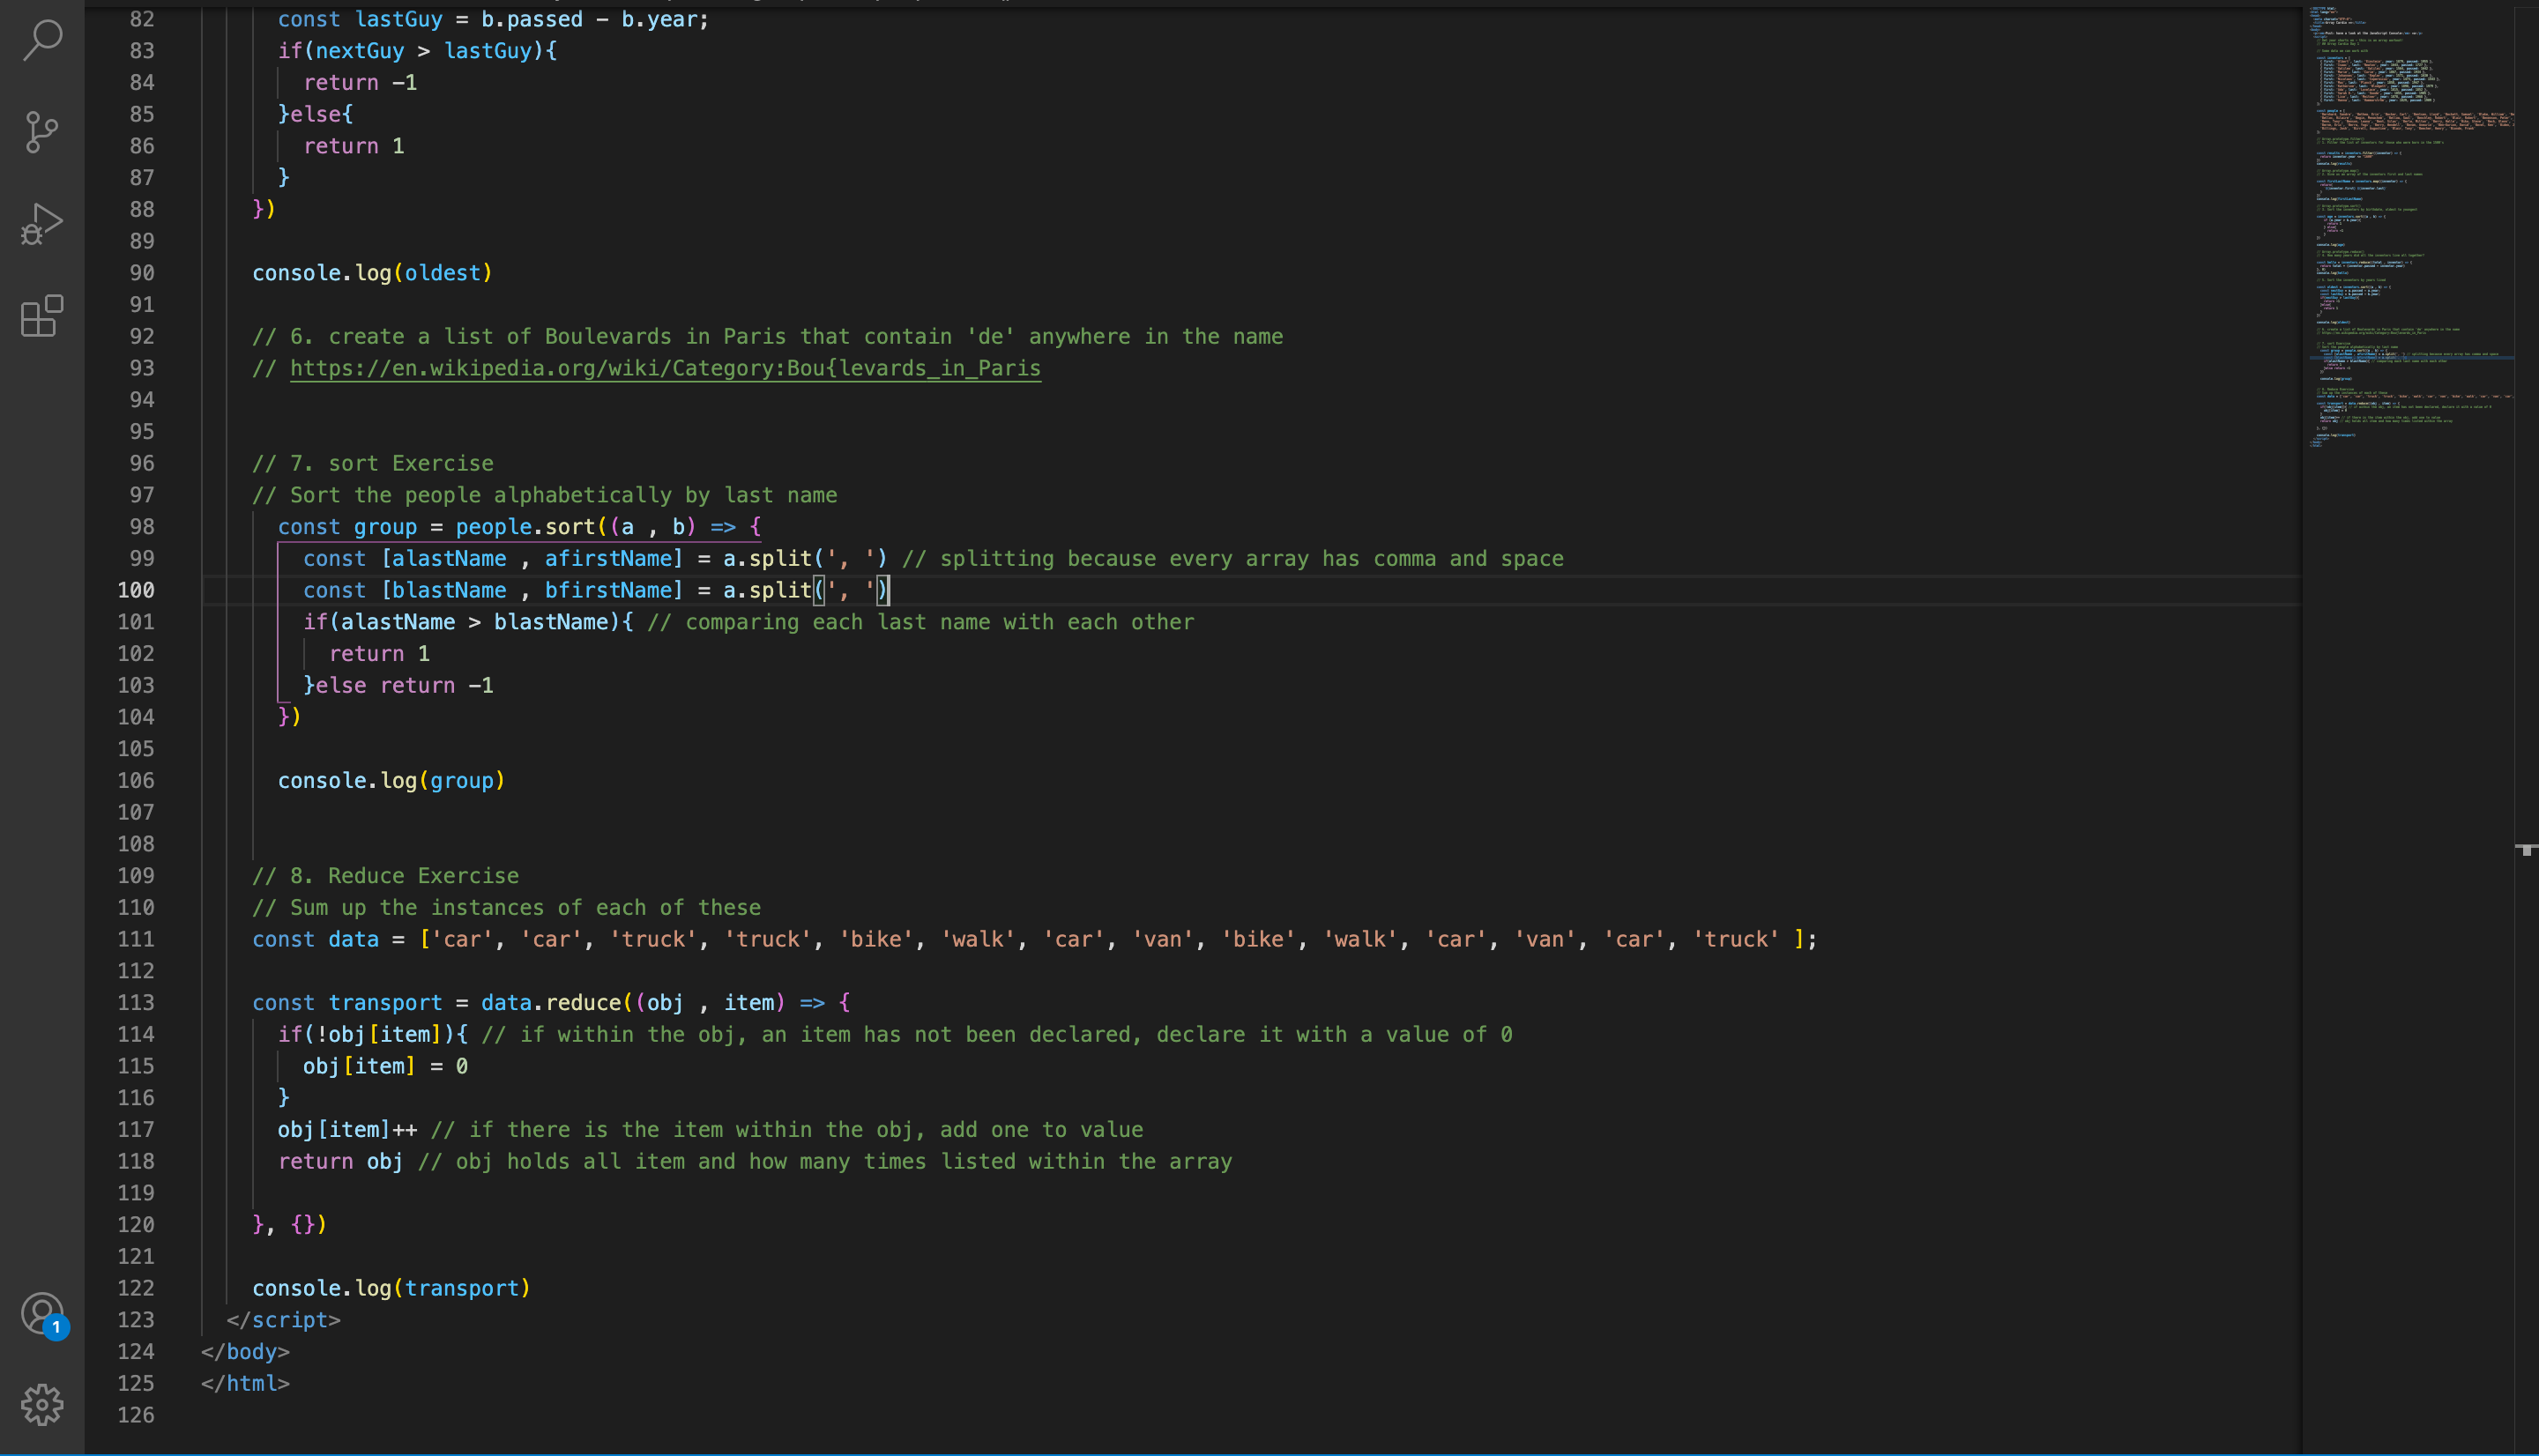 82 const lastGuy = b.passed - b.year;
83 if(nextGuy > lastGuy){
84 return -1
85 }else{
86 return 1
87 }
88 })
89
90 console.log(oldest)
91
92 // 6. create a list of Boulevards in Paris that contain 'de' anywhere in the name
93 // https://en.wikipedia.org/wiki/Category:Bou{levards_in_Paris
94
95
96 // 7. sort Exercise
97 // Sort the people alphabetically by last name
98 const group = people.sort((a , b) => {
99 const [alastName , afirstName] = a.split(', ') // splitting because every array has comma and space
100 const [blastName , bfirstName] = a.split(', ')
101 if(alastName > blastName){ // comparing each last name with each other
102 return 1
103 }else return -1
104 })
105
106 console.log(group)
107
108
109 // 8. Reduce Exercise
110 // Sum up the instances of each of these
111 const data = ['car', 'car', 'truck', 'truck', 'bike', 'walk', 'car', 'van', 'bike', 'walk', 'car', 'van', 'car', 'truck' ];
112
113 const transport = data.reduce((obj , item) => {
114 if(!obj[item]){ // if within the obj, an item has not been declared, declare it with a value of 0
115 obj[item] = 0
116 }
117 obj[item]++ // if there is the item within the obj, add one to value
118 return obj // obj holds all item and how many times listed within the array
119
120 }, {})
121
122 console.log(transport)
123 </script>
124 </body>
125 </html>
126
1